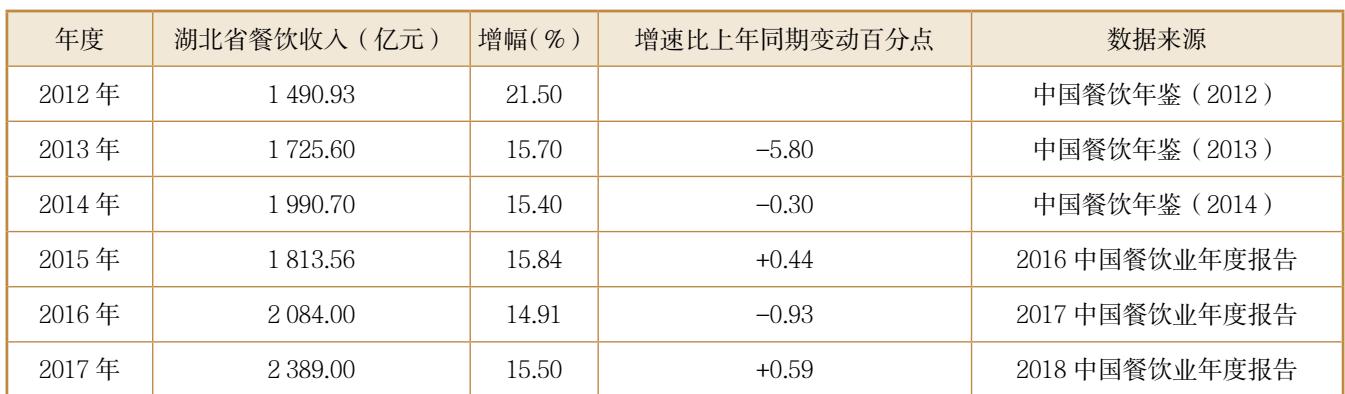 年度 湖北省餐饮收入（亿元） 增幅(%) 增速比上年同期变动百分点 数据来源
2012 年 1 490.93 21.50 中国餐饮年鉴（2012）
2013 年 1 725.60 15.70 –5.80 中国餐饮年鉴（2013）
2014 年 1 990.70 15.40 –0.30 中国餐饮年鉴（2014）
2015 年 1 813.56 15.84 +0.44 2016 中国餐饮业年度报告
2016 年 2 084.00 14.91 –0.93 2017 中国餐饮业年度报告
2017 年 2 389.00 15.50 +0.59 2018 中国餐饮业年度报告